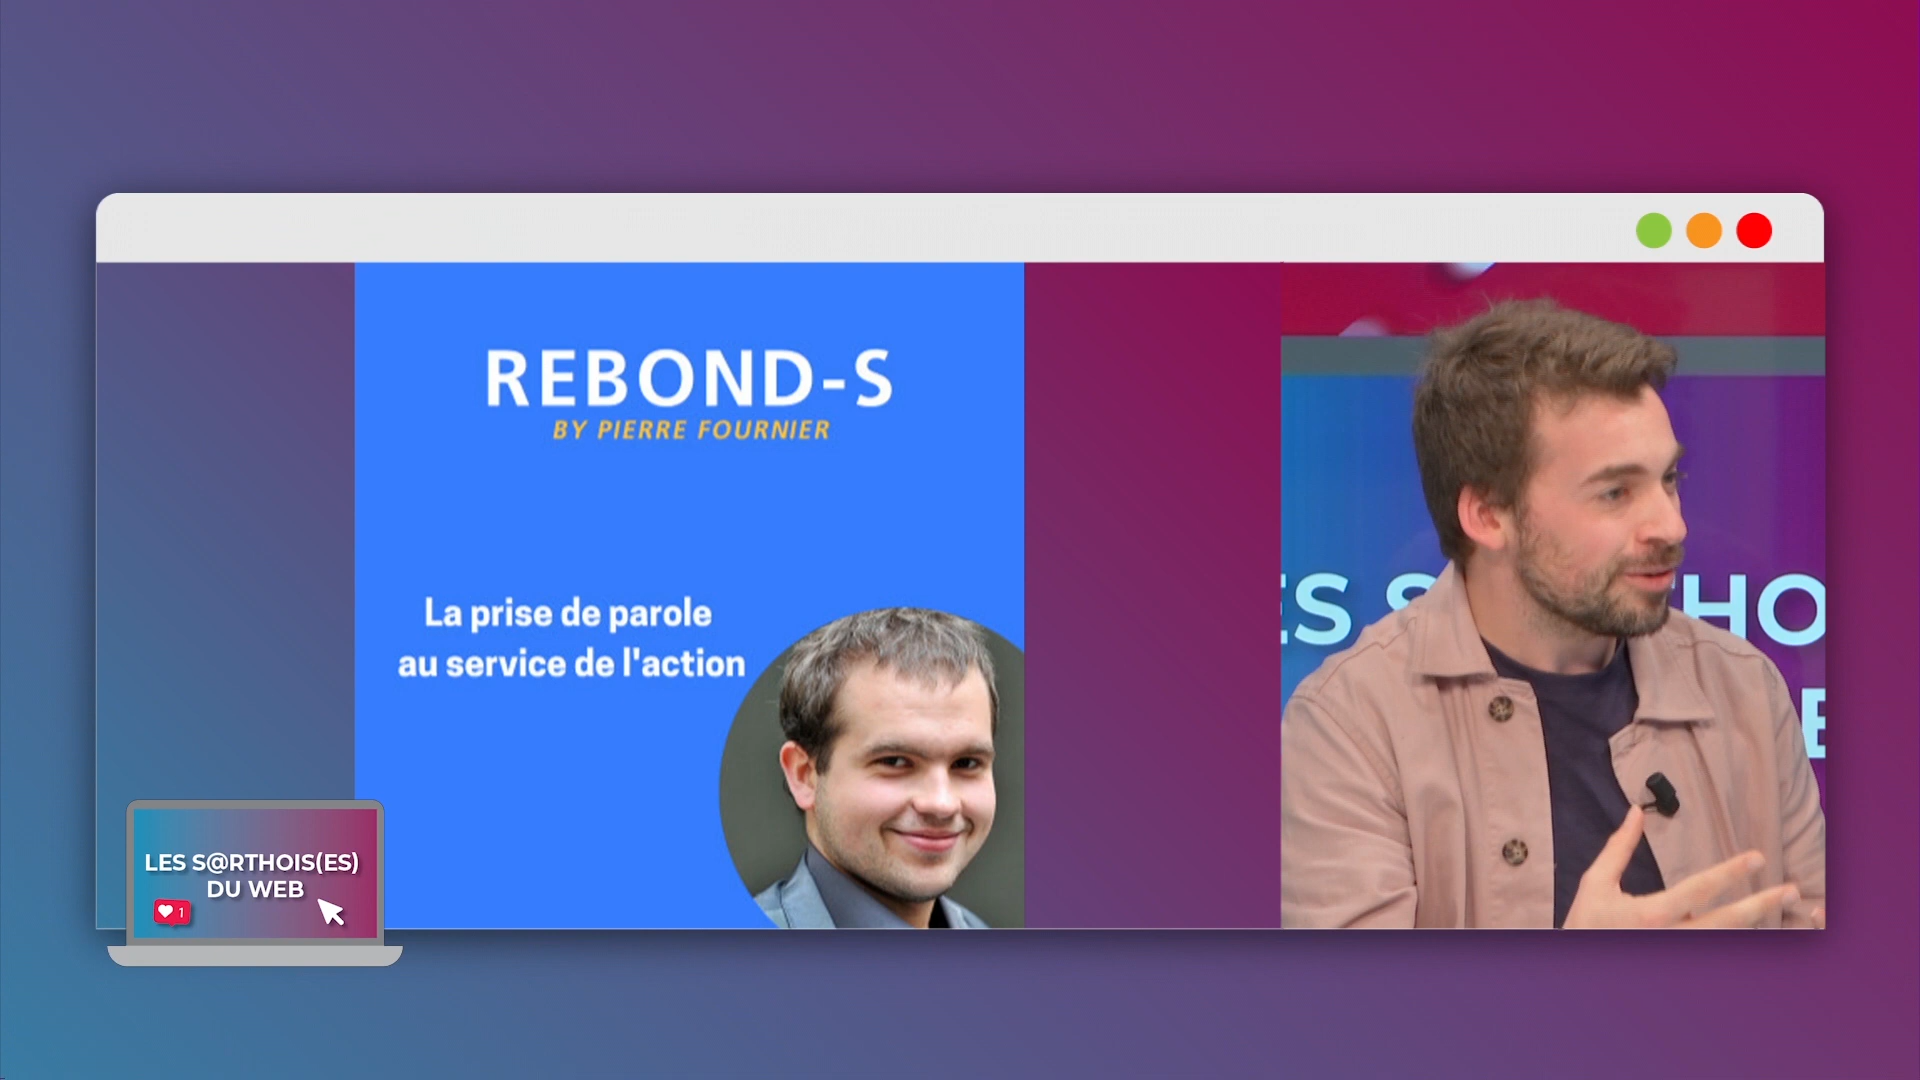 REBOND-S
BY PIERRE FOURNIER
La prise de parole
au service de l'action
LES S@RTHOIS(ES)
DU WEB
1